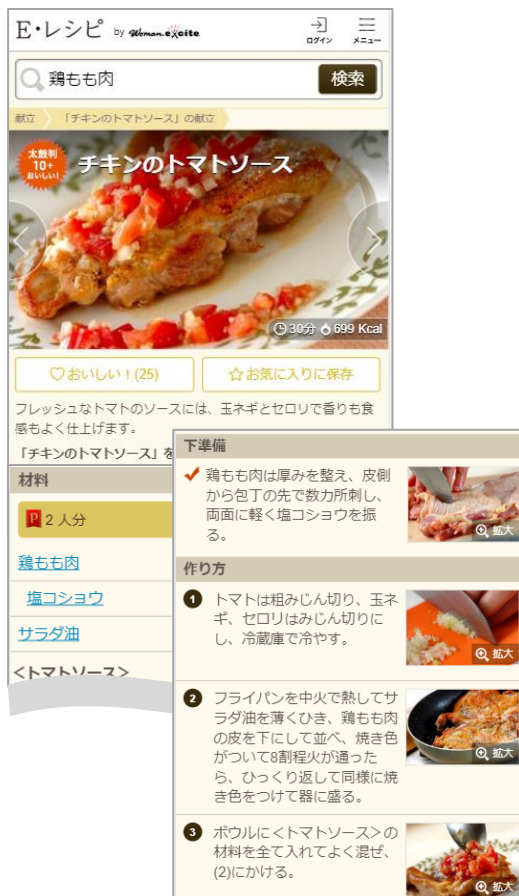 E・レシピ by Woman.excite
ログイン
メニュー
鶏もも肉
検索
献立
「チキンのトマトソース」の献立
太鼓判
10+
おいしい!
チキンのトマトソース
30分 699 Kcal
♡おいしい!(25)
☆お気に入りに保存
フレッシュなトマトのソースには、玉ネギとセロリで香りも食
感もよく仕上げます。
「チキンのトマトソース」を
材料
P 2 人分
鶏もも肉
塩コショウ
サラダ油
<トマトソース>
下準備
鶏もも肉は厚みを整え、皮側
から包丁の先で数カ所刺し、
両面に軽く塩コショウを振
る。
拡大
作り方
1 トマトは粗みじん切り、玉ネ
ギ、セロリはみじん切りに
し、冷蔵庫で冷やす。
拡大
2 フライパンを中火で熱してサ
ラダ油を薄くひき、鶏もも肉
の皮を下にして並べ、焼き色
がついて8割程火が通った
ら、ひっくり返して同様に焼
き色をつけて器に盛る。
拡大
3 ボウルに<トマトソース>の
材料を全て入れてよく混ぜ、
(2)にかける。
拡大